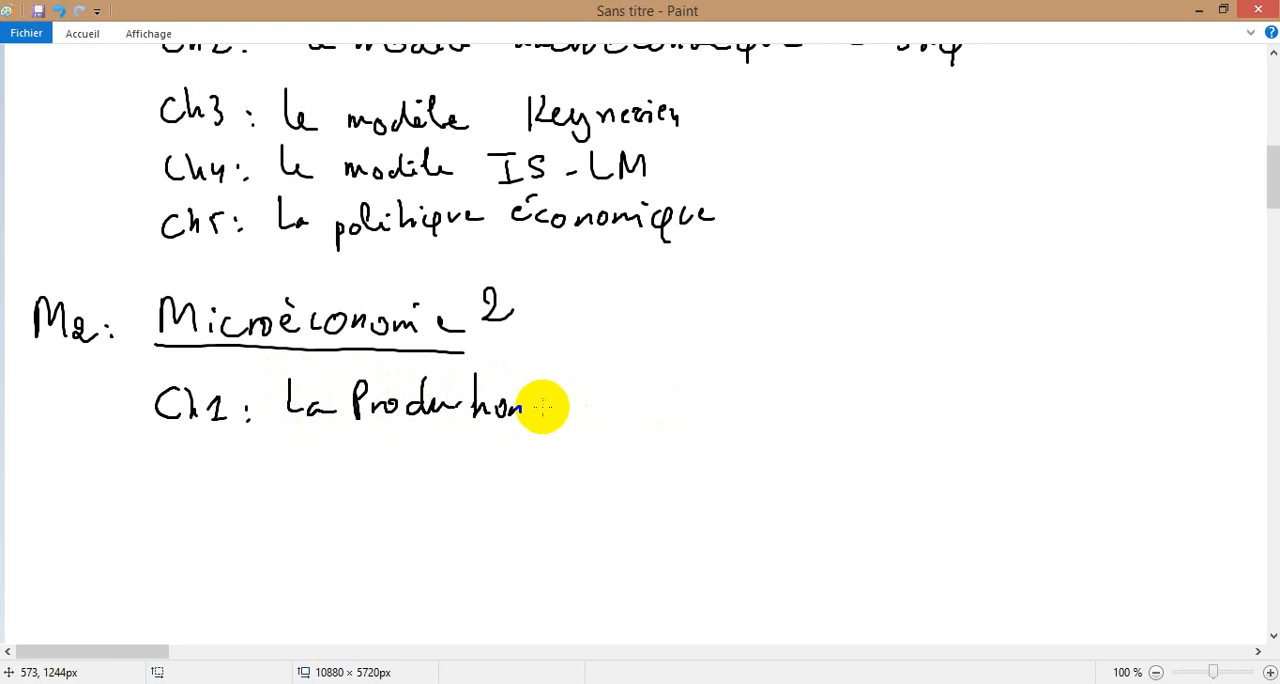 Sans titre - Paint
Fichier Accueil Affichage
Ch3 : Le modèle Keynesien
Ch4 : Le modèle IS - LM
Ch5 : La politique économique
M2 : Microèconomie 2
Ch1 : La Production
573, 1244px 10880 × 5720px 100 %